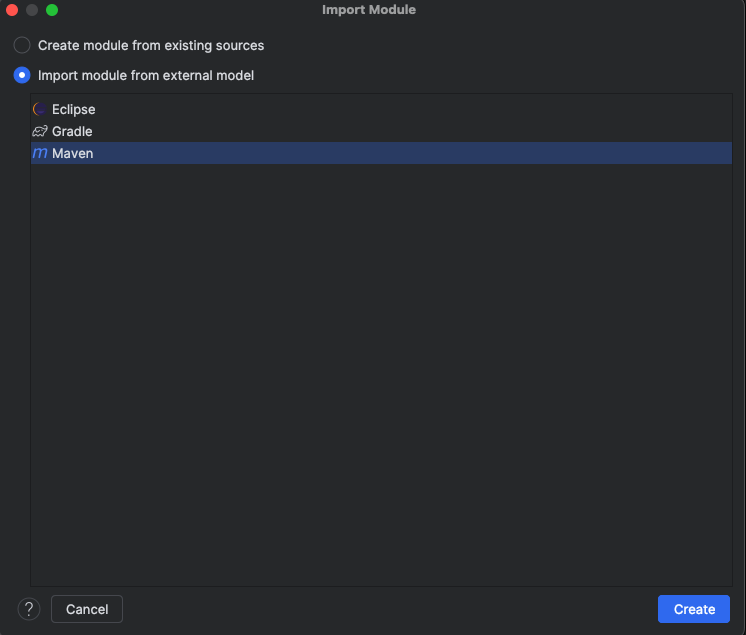 Import Module
Create module from existing sources
Import module from external model
Eclipse
Gradle
m Maven
?
Cancel
Create